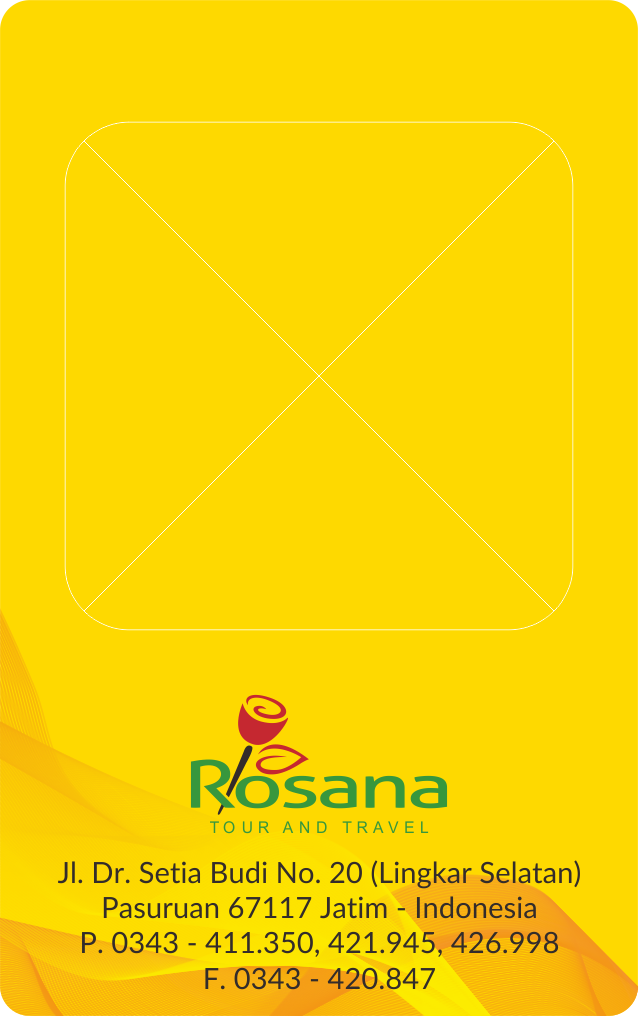 Rosana
TOUR AND TRAVEL
Jl. Dr. Setia Budi No. 20 (Lingkar Selatan)
Pasuruan 67117 Jatim - Indonesia
P. 0343 - 411.350, 421.945, 426.998
F. 0343 - 420.847